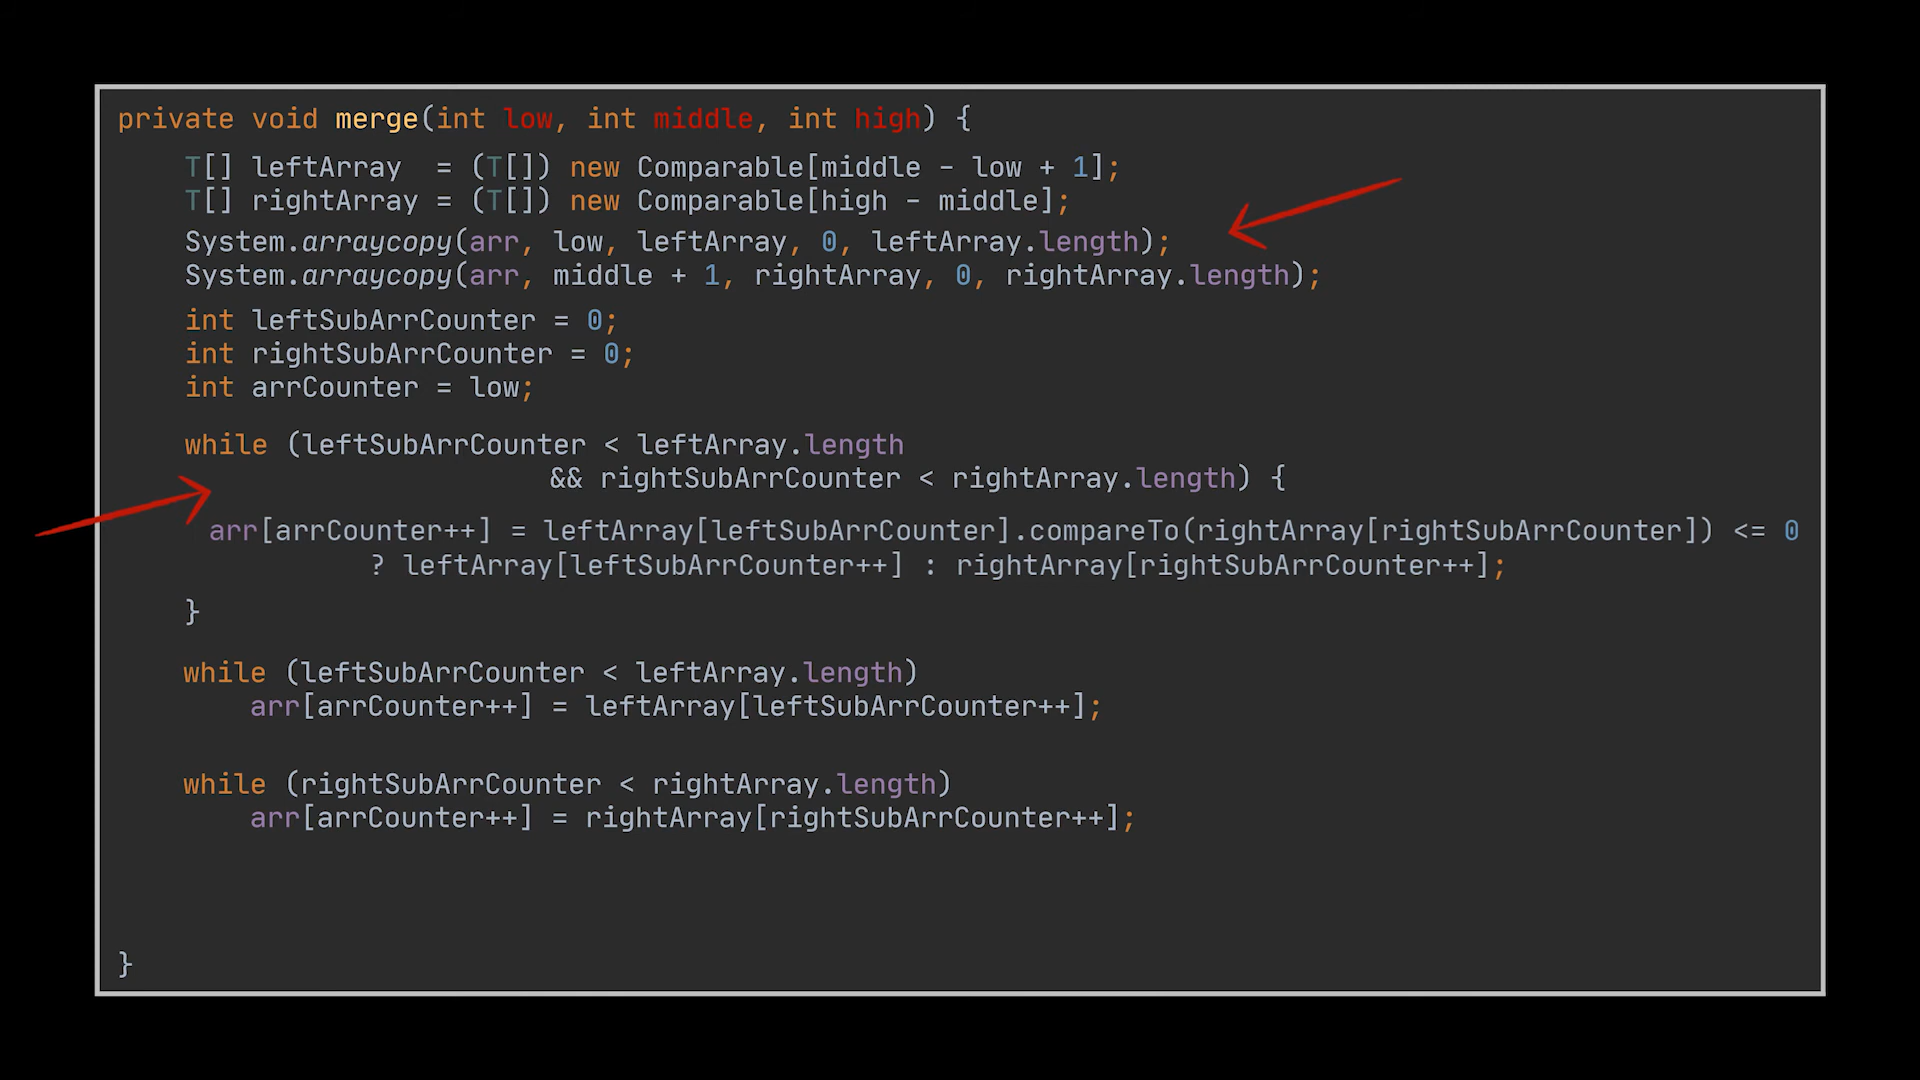 private void merge(int low, int middle, int high) {
T[] leftArray  = (T[]) new Comparable[middle - low + 1];
T[] rightArray = (T[]) new Comparable[high - middle];
System.arraycopy(arr, low, leftArray, 0, leftArray.length);
System.arraycopy(arr, middle + 1, rightArray, 0, rightArray.length);
int leftSubArrCounter = 0;
int rightSubArrCounter = 0;
int arrCounter = low;
while (leftSubArrCounter < leftArray.length
&& rightSubArrCounter < rightArray.length) {
arr[arrCounter++] = leftArray[leftSubArrCounter].compareTo(rightArray[rightSubArrCounter]) <= 0
? leftArray[leftSubArrCounter++] : rightArray[rightSubArrCounter++];
}
while (leftSubArrCounter < leftArray.length)
arr[arrCounter++] = leftArray[leftSubArrCounter++];
while (rightSubArrCounter < rightArray.length)
arr[arrCounter++] = rightArray[rightSubArrCounter++];
}